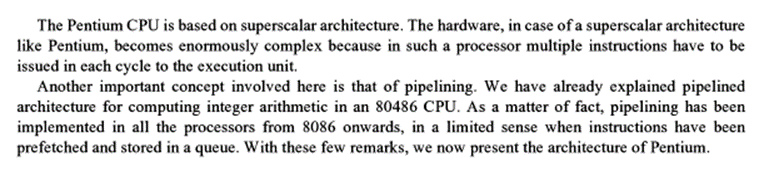 The Pentium CPU is based on superscalar architecture. The hardware, in case of a superscalar architecture
like Pentium, becomes enormously complex because in such a processor multiple instructions have to be
issued in each cycle to the execution unit.
Another important concept involved here is that of pipelining. We have already explained pipelined
architecture for computing integer arithmetic in an 80486 CPU. As a matter of fact, pipelining has been
implemented in all the processors from 8086 onwards, in a limited sense when instructions have been
prefetched and stored in a queue. With these few remarks, we now present the architecture of Pentium.